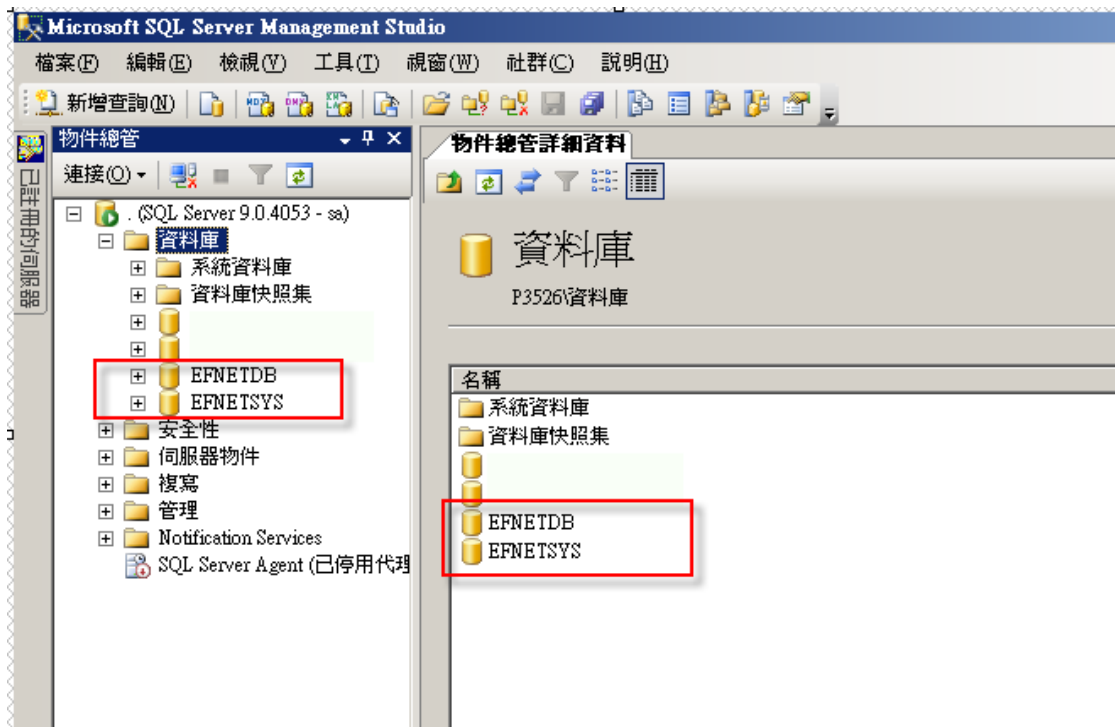 Microsoft SQL Server Management Studio
檔案(F) 編輯(E) 檢視(V) 工具(T) 視窗(W) 社群(C) 說明(H)
新增查詢(N)
已註冊的伺服器
物件總管
連接(O)
. (SQL Server 9.0.4053 - sa)
資料庫
系統資料庫
資料庫快照集
EFNETDB
EFNETSYS
安全性
伺服器物件
複寫
管理
Notification Services
SQL Server Agent (已停用代理
物件總管詳細資料
資料庫
P3526\資料庫
名稱
系統資料庫
資料庫快照集
EFNETDB
EFNETSYS